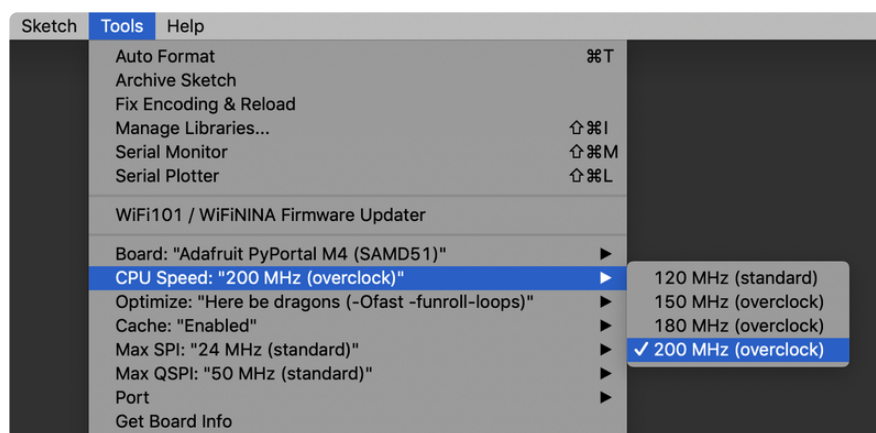 Sketch Tools Help
Auto Format ⌘T
Archive Sketch
Fix Encoding & Reload
Manage Libraries... ⇧⌘I
Serial Monitor ⇧⌘M
Serial Plotter ⇧⌘L
WiFi101 / WiFiNINA Firmware Updater
Board: "Adafruit PyPortal M4 (SAMD51)" ▶
CPU Speed: "200 MHz (overclock)" ▶ 120 MHz (standard)
Optimize: "Here be dragons (-Ofast -funroll-loops)" ▶ 150 MHz (overclock)
Cache: "Enabled" ▶ 180 MHz (overclock)
Max SPI: "24 MHz (standard)" ▶ ✓ 200 MHz (overclock)
Max QSPI: "50 MHz (standard)" ▶
Port ▶
Get Board Info